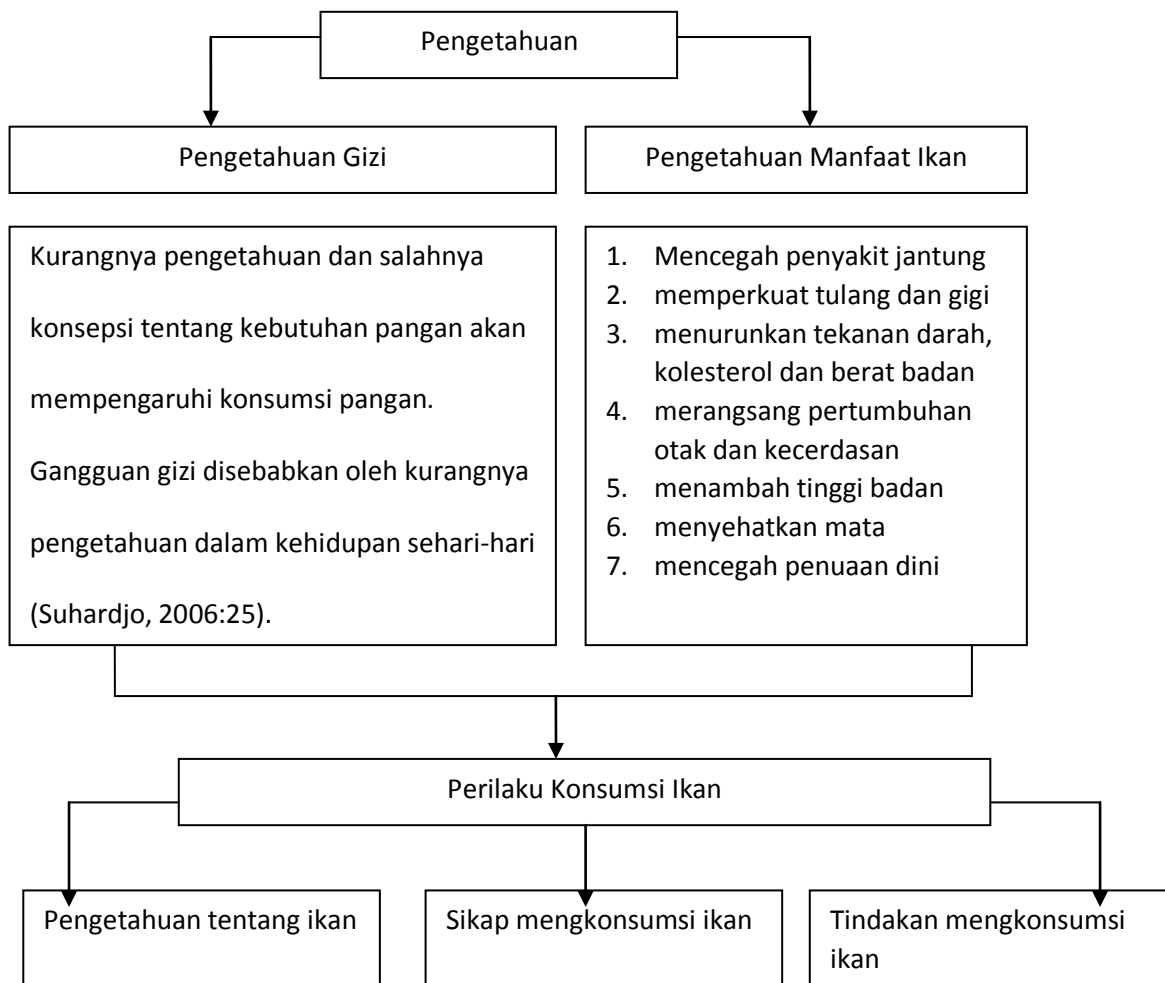 Pengetahuan
Pengetahuan Gizi
Pengetahuan Manfaat Ikan
Kurangnya pengetahuan dan salahnya
konsepsi tentang kebutuhan pangan akan
mempengaruhi konsumsi pangan.
Gangguan gizi disebabkan oleh kurangnya
pengetahuan dalam kehidupan sehari-hari
(Suhardjo, 2006:25).
1. Mencegah penyakit jantung
2. memperkuat tulang dan gigi
3. menurunkan tekanan darah,
kolesterol dan berat badan
4. merangsang pertumbuhan
otak dan kecerdasan
5. menambah tinggi badan
6. menyehatkan mata
7. mencegah penuaan dini
Perilaku Konsumsi Ikan
Pengetahuan tentang ikan
Sikap mengkonsumsi ikan
Tindakan mengkonsumsi
ikan